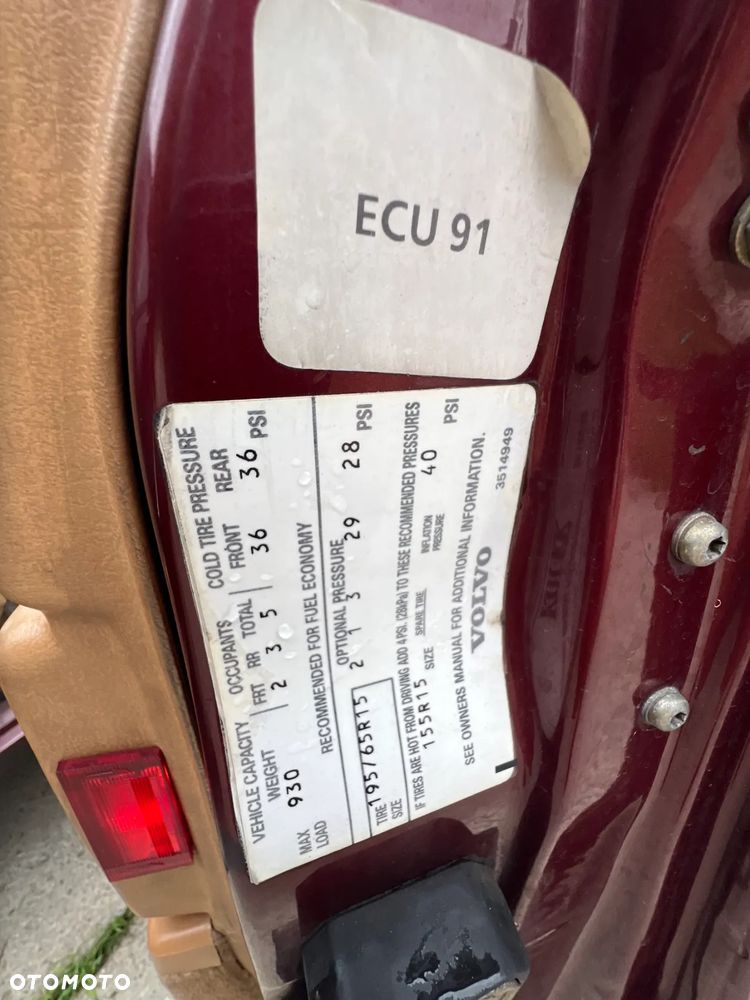 ECU 91
VEHICLE CAPACITY OCCUPANTS COLD TIRE PRESSURE
WEIGHT FRT RR TOTAL FRONT REAR
MAX LOAD 930 2 3 5 36 36 PSI
RECOMMENDED FOR FUEL ECONOMY
OPTIONAL PRESSURE
TIRE SIZE 195/65R15 2 1 3 29 28 PSI
IF TIRES ARE HOT FROM DRIVING ADD 4 PSI. (28kPa) TO THESE RECOMMENDED PRESSURES
155R15 SIZE SPARE TIRE INFLATION PRESSURE 40 PSI
SEE OWNERS MANUAL FOR ADDITIONAL INFORMATION.
VOLVO 3514949
OTOMOTO